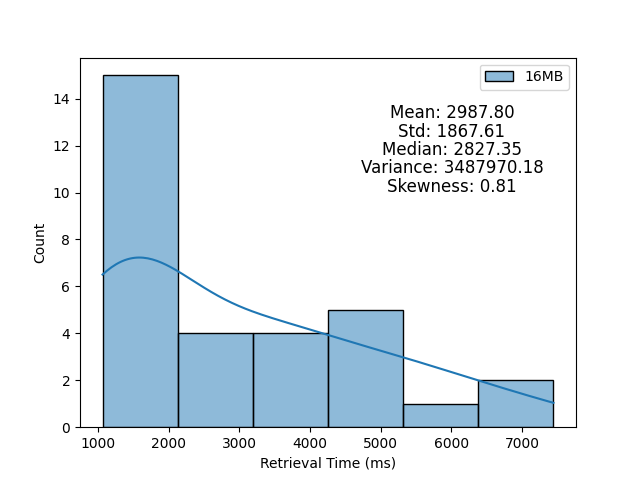 16MB
Mean: 2987.80
Std: 1867.61
Median: 2827.35
Variance: 3487970.18
Skewness: 0.81
14
12
10
8
6
4
2
0
Count
1000 2000 3000 4000 5000 6000 7000
Retrieval Time (ms)